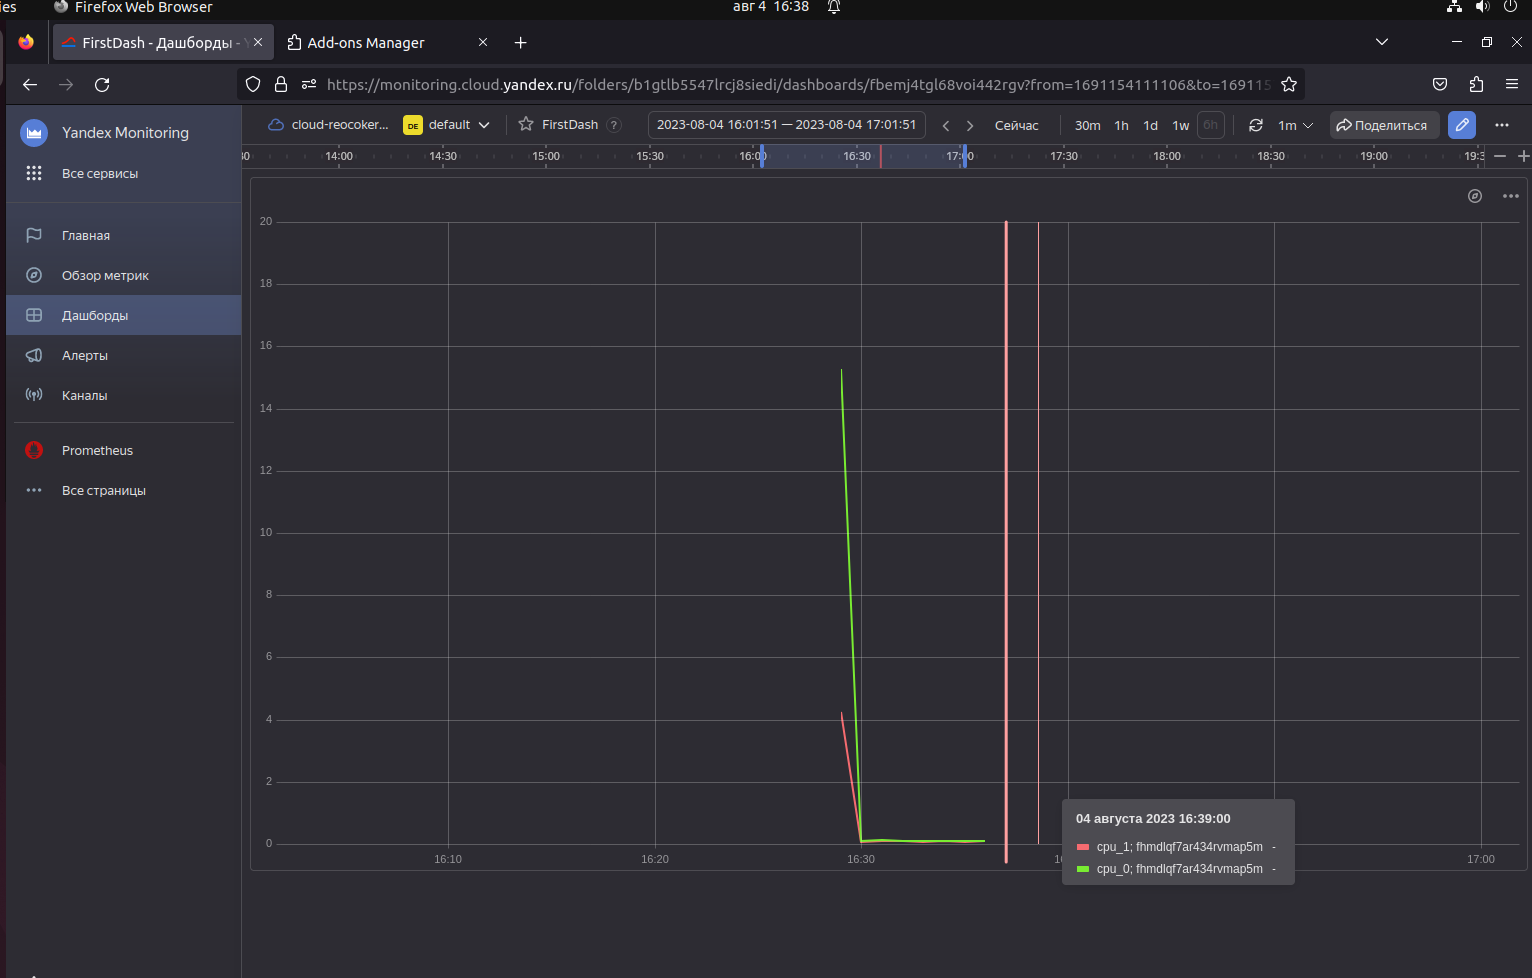 ies Firefox Web Browser авг 4 16:38
FirstDash - Дашборды - Y
Add-ons Manager
https://monitoring.cloud.yandex.ru/folders/b1gtlb5547lrcj8siedi/dashboards/fbemj4tgl68voi442rgv?from=1691154111106&to=169115
Yandex Monitoring
cloud-reocoker... DE default FirstDash ? 2023-08-04 16:01:51 — 2023-08-04 17:01:51 Сейчас 30m 1h 1d 1w 6h 1m Поделиться
30 14:00 14:30 15:00 15:30 16:00 16:30 17:00 17:30 18:00 18:30 19:00 19:3
Все сервисы
Главная
Обзор метрик
Дашборды
Алерты
Каналы
Prometheus
Все страницы
20
18
16
14
12
10
8
6
4
2
0
16:10 16:20 16:30 17:00
04 августа 2023 16:39:00
cpu_1; fhmdlqf7ar434rvmap5m -
cpu_0; fhmdlqf7ar434rvmap5m -